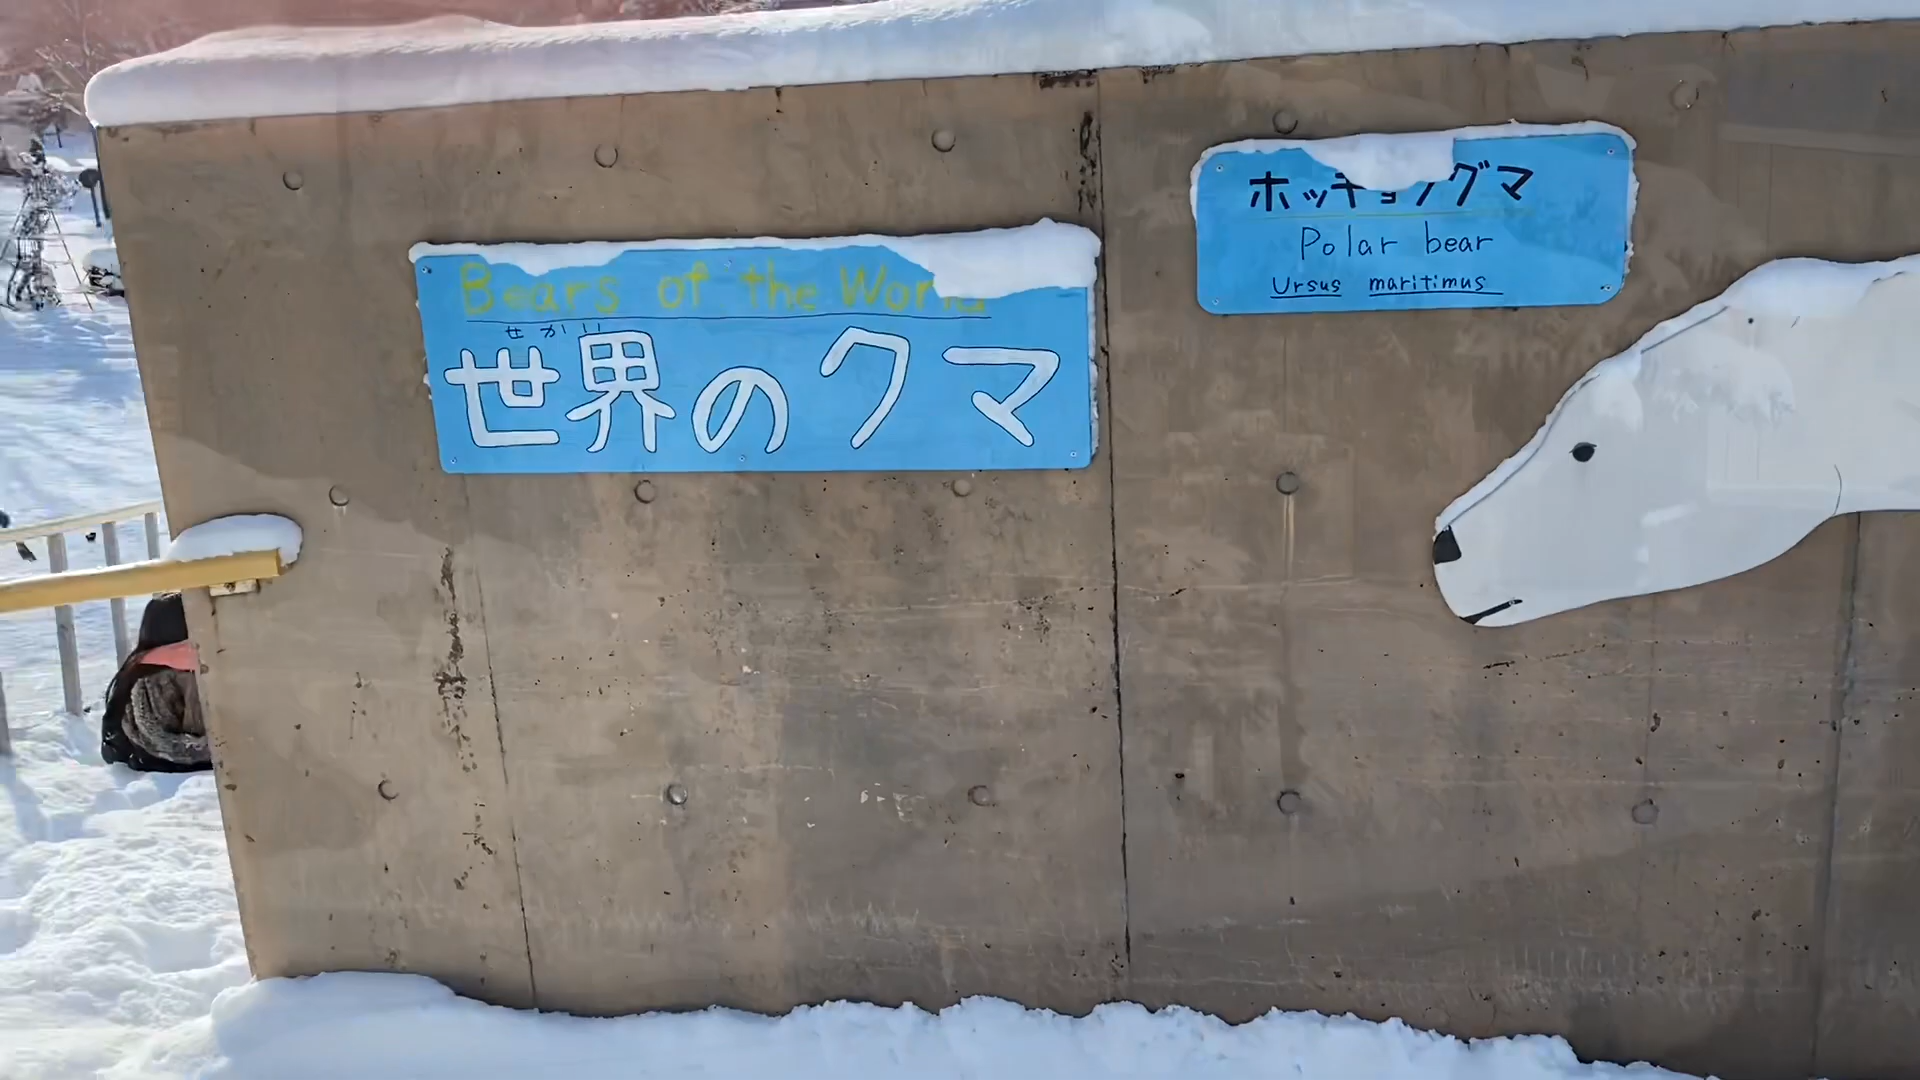 Bears of the World
せかい
世界のクマ
ホッキョクグマ
Polar bear
Ursus maritimus